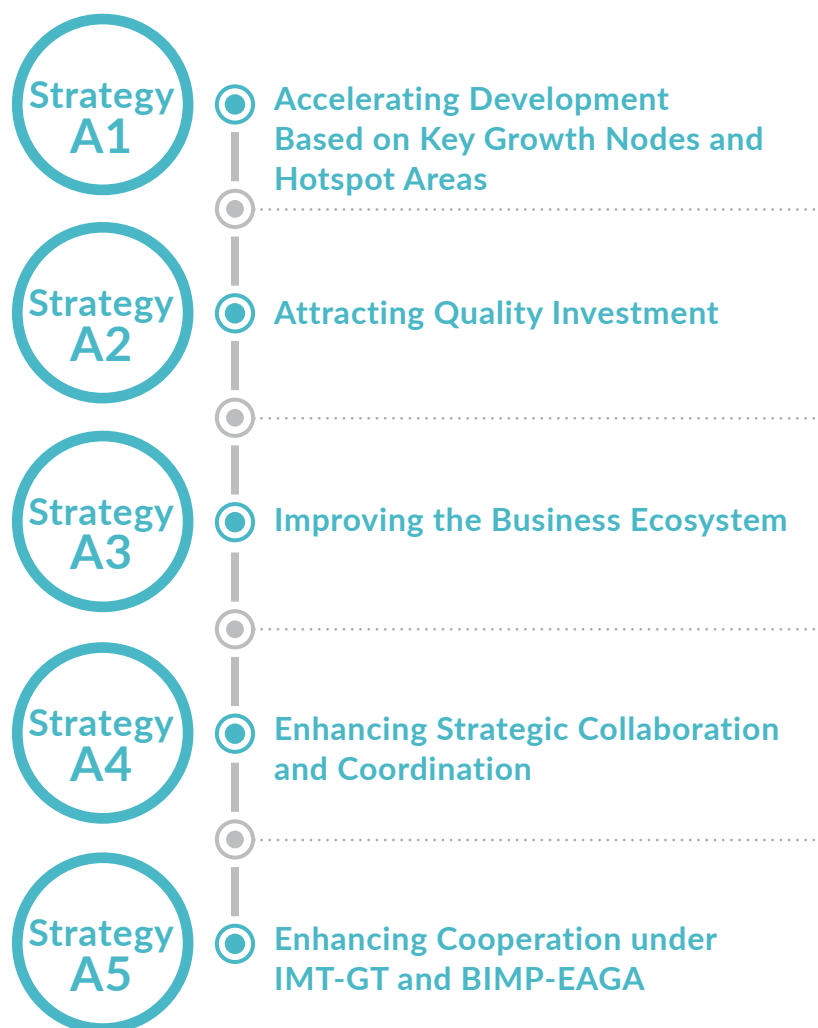 Strategy
A1
Accelerating Development
Based on Key Growth Nodes and
Hotspot Areas
Strategy
A2
Attracting Quality Investment
Strategy
A3
Improving the Business Ecosystem
Strategy
A4
Enhancing Strategic Collaboration
and Coordination
Strategy
A5
Enhancing Cooperation under
IMT-GT and BIMP-EAGA